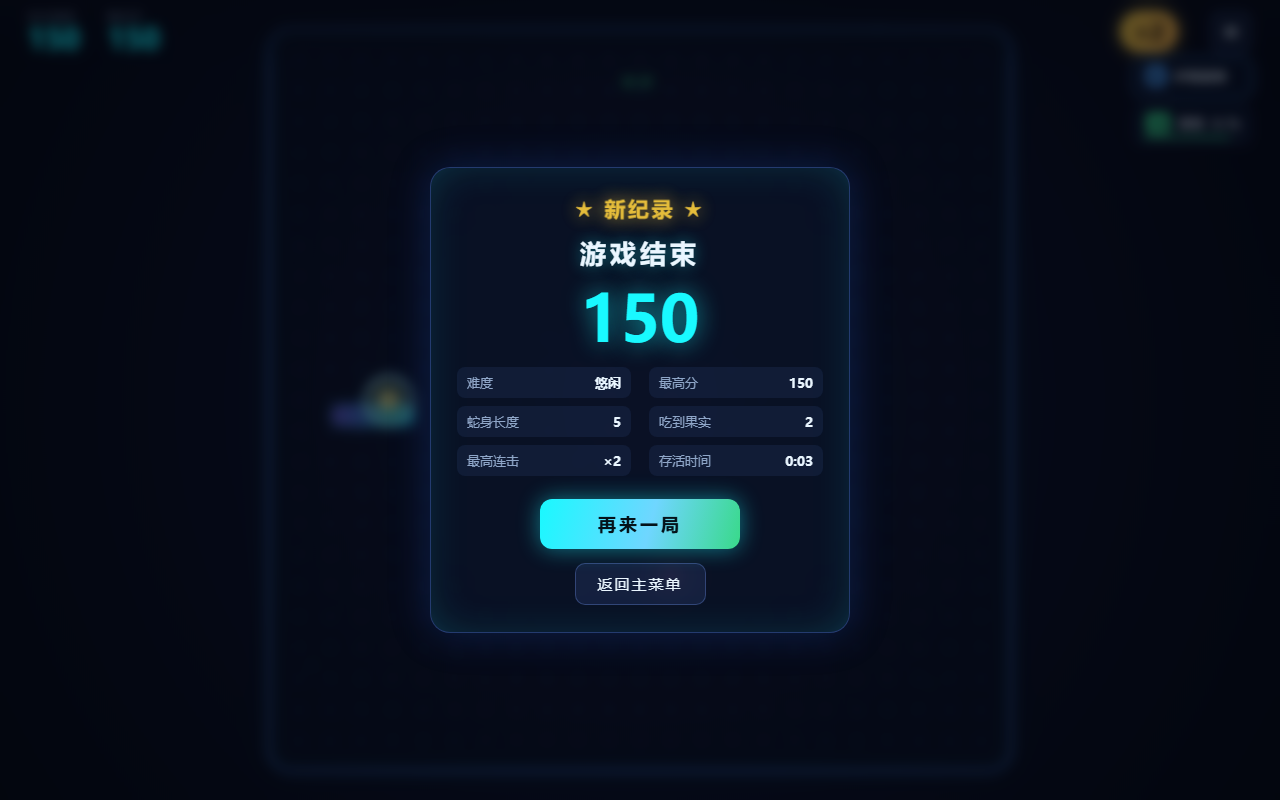 150 150
★ 新纪录 ★
游戏结束
150
难度 悠闲 最高分 150
蛇身长度 5 吃到果实 2
最高连击 ×2 存活时间 0:03
再来一局
返回主菜单